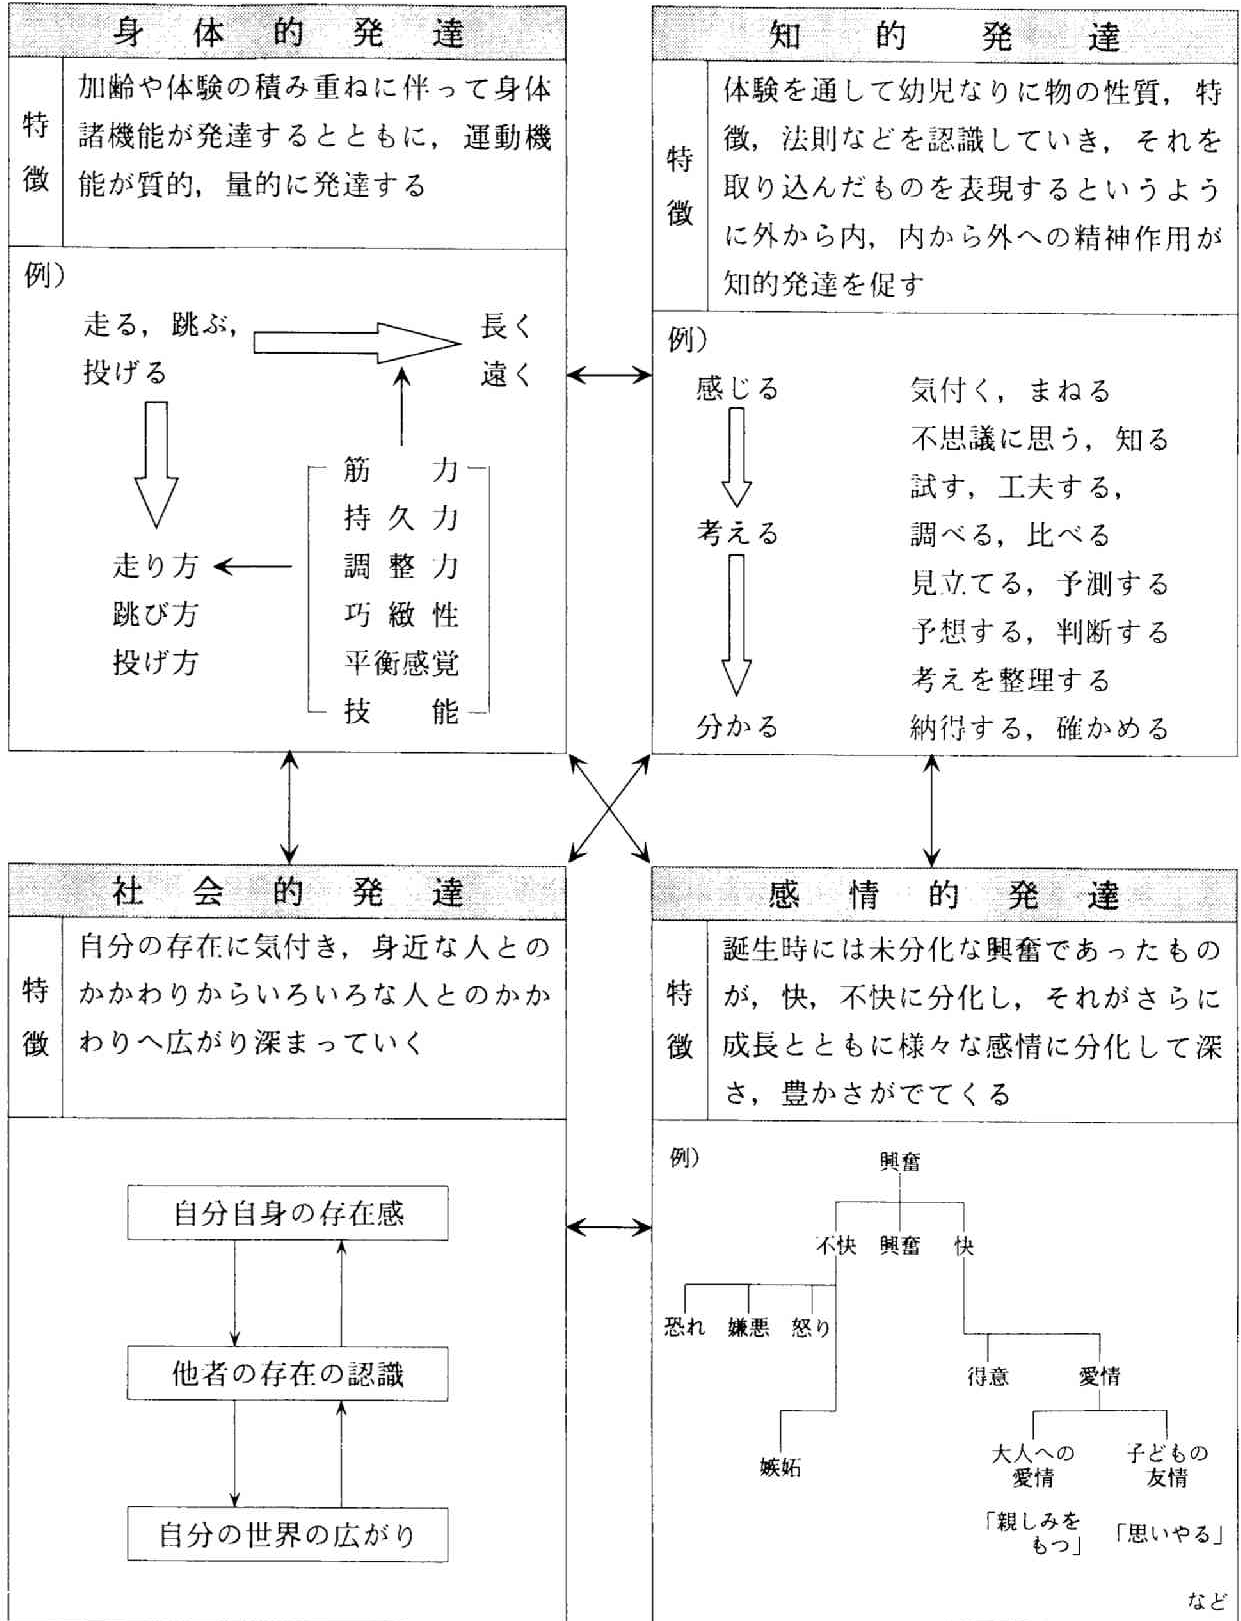 身体的発達
特徴
加齢や体験の積み重ねに伴って身体
諸機能が発達するとともに，運動機
能が質的，量的に発達する
例）
走る，跳ぶ，
投げる
長く
遠く
筋力
持久力
調整力
巧緻性
平衡感覚
技能
走り方
跳び方
投げ方
知的発達
特徴
体験を通して幼児なりに物の性質，特
徴，法則などを認識していき，それを
取り込んだものを表現するというよう
に外から内，内から外への精神作用が
知的発達を促す
例）
感じる
考える
分かる
気付く，まねる
不思議に思う，知る
試す，工夫する，
調べる，比べる
見立てる，予測する
予想する，判断する
考えを整理する
納得する，確かめる
社会的発達
特徴
自分の存在に気付き，身近な人との
かかわりからいろいろな人とのかか
わりへ広がり深まっていく
自分自身の存在感
他者の存在の認識
自分の世界の広がり
感情的発達
特徴
誕生時には未分化な興奮であったもの
が，快，不快に分化し，それがさらに
成長とともに様々な感情に分化して深
さ，豊かさがでてくる
例）
興奮
不快 興奮 快
恐れ 嫌悪 怒り
得意 愛情
嫉妬
大人への
愛情
子どもの
友情
「親しみを
もつ」
「思いやる」
など